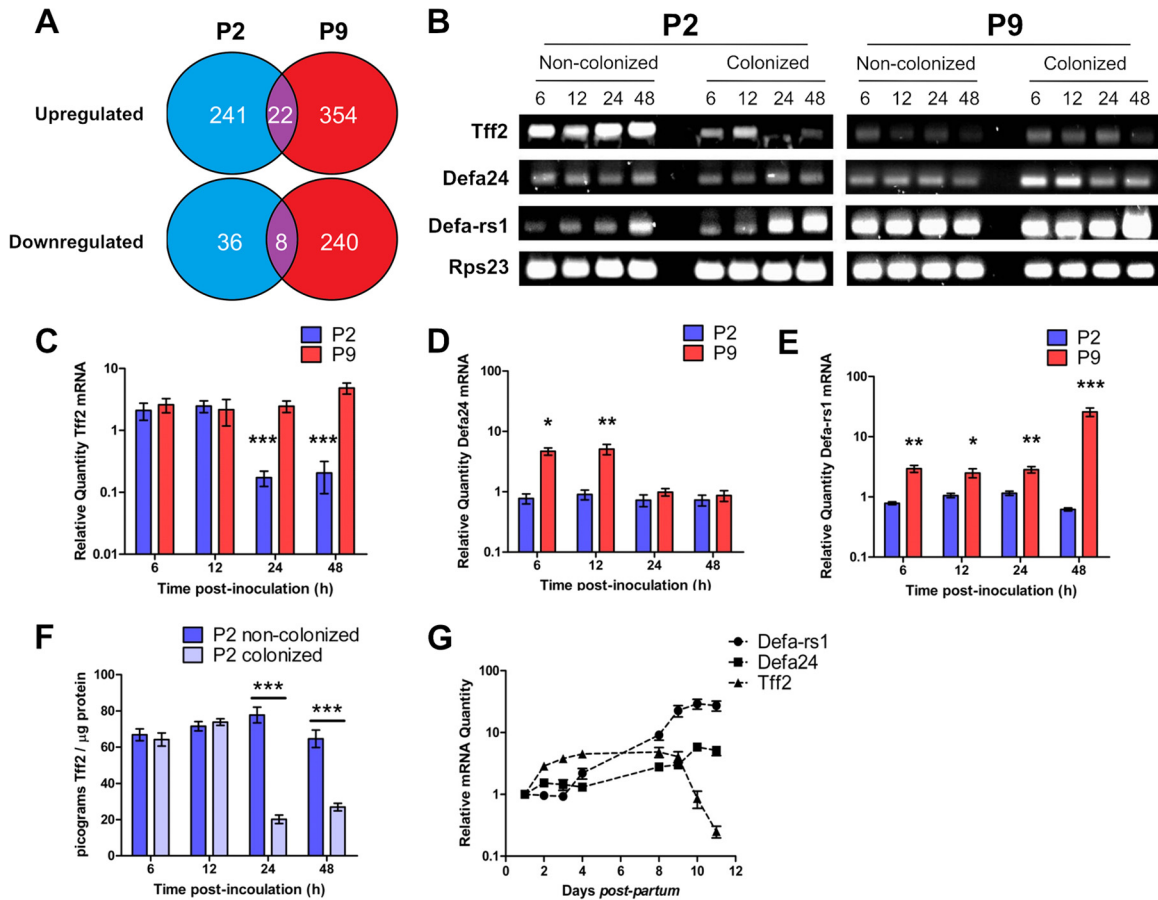 A
P2 P9
Upregulated 241 22 354
Downregulated 36 8 240
B
P2 P9
Non-colonized Colonized Non-colonized Colonized
6 12 24 48 6 12 24 48 6 12 24 48 6 12 24 48
Tff2
Defa24
Defa-rs1
Rps23
C
P2
P9
Relative Quantity Tff2 mRNA
10
1
0.1
0.01
*** ***
6 12 24 48
Time post-inoculation (h)
D
P2
P9
Relative Quantity Defa24 mRNA
100
10
1
0.1
* **
6 12 24 48
Time post-inoculation (h)
E
P2
P9
Relative Quantity Defa-rs1 mRNA
100
10
1
0.1
** * ** ***
6 12 24 48
Time post-inoculation (h)
F
P2 non-colonized
P2 colonized
picograms Tff2 / μg protein
100
80
60
40
20
0
*** ***
6 12 24 48
Time post-incoulation (h)
G
Defa-rs1
Defa24
Tff2
Relative mRNA Quantity
100
10
1
0.1
0 2 4 6 8 10 12
Days post-partum